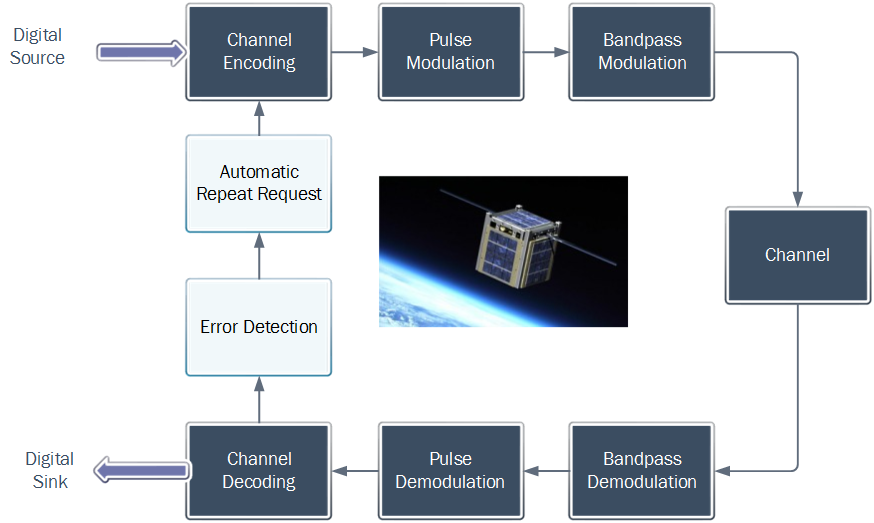 Digital
Source
Channel
Encoding
Pulse
Modulation
Bandpass
Modulation
Automatic
Repeat Request
Channel
Error Detection
Digital
Sink
Channel
Decoding
Pulse
Demodulation
Bandpass
Demodulation